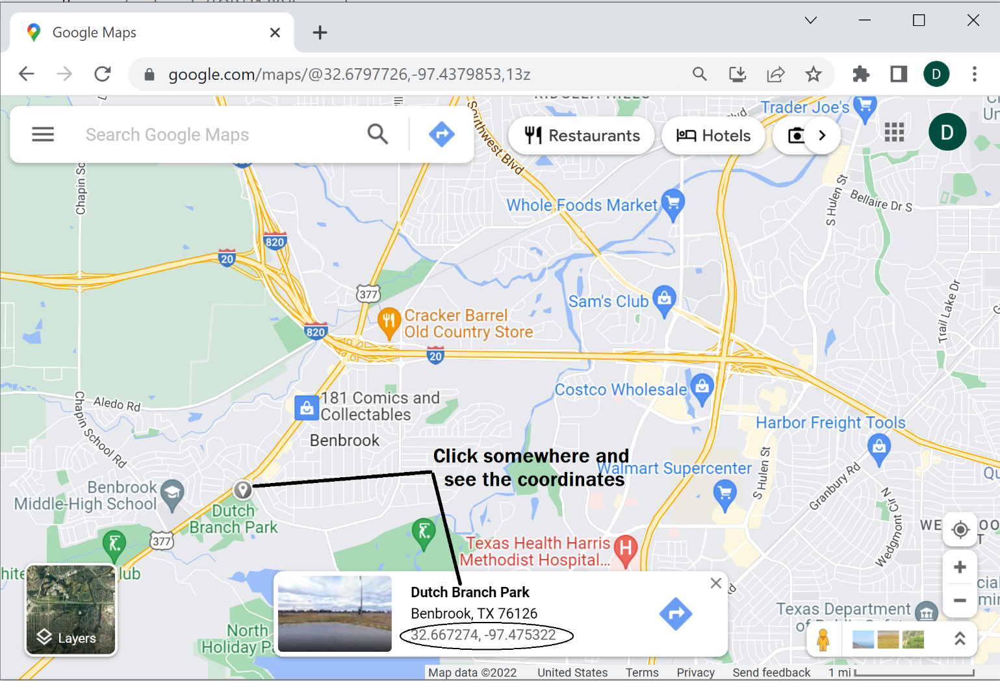 Google Maps
google.com/maps/@32.6797726,-97.4379853,13z
D
Search Google Maps
Restaurants
Hotels
D
Trader Joe's
Southwest Blvd
Chapin Sc
Whole Foods Market
S Hulen St
Bellaire Dr S
820
20
377
Sam's Club
Trail Lake Dr
Cracker Barrel
Old Country Store
820
20
Costco Wholesale
181 Comics and
Collectables
Aledo Rd
Chapin School Rd
Harbor Freight Tools
Benbrook
Click somewhere and
see the coordinates
Walmart Supercenter
S Hulen St
Granbury Rd
N
Wedgmont Cir
Benbrook
Middle-High School
Dutch
Branch Park
377
Texas Health Harris
Methodist Hospital...
H
Layers
North
Holiday Pa
Dutch Branch Park
Benbrook, TX 76126
32.667274, -97.475322
Texas Department
Map data ©2022
United States
Terms
Privacy
Send feedback
1 mi